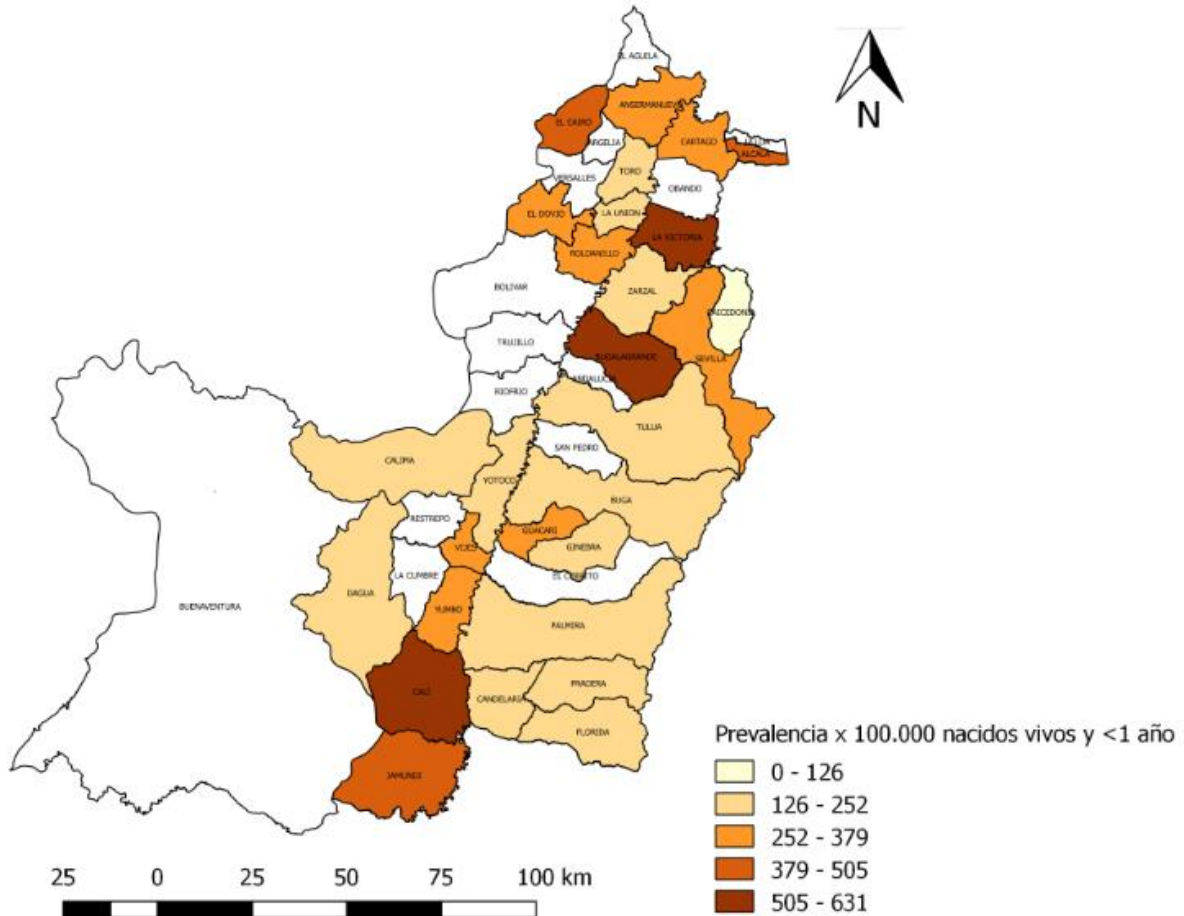 EL AGUILA
N
ANSERMANUEVO
EL CAIRO
ARGELIA
CARTAGO
ALCALA
TORO
VERSALLES
OBANDO
EL DOVIO
LA UNION
LA VICTORIA
ROLDANILLO
BOLIVAR
ZARZAL
CAICEDONIA
TRUJILLO
BUGALAGRANDE
SEVILLA
ANDALUCIA
RIOFRIO
TULUA
SAN PEDRO
CALIMA
YOTOCO
BUGA
RESTREPO
GUACARI
VIJES
GINEBRA
LA CUMBRE
EL CERRITO
DAGUA
BUENAVENTURA
YUMBO
PALMIRA
CALI
CANDELARIA
PRADERA
FLORIDA
JAMUNDI
Prevalencia x 100.000 nacidos vivos y <1 año
0 - 126
126 - 252
252 - 379
379 - 505
505 - 631
25 0 25 50 75 100 km